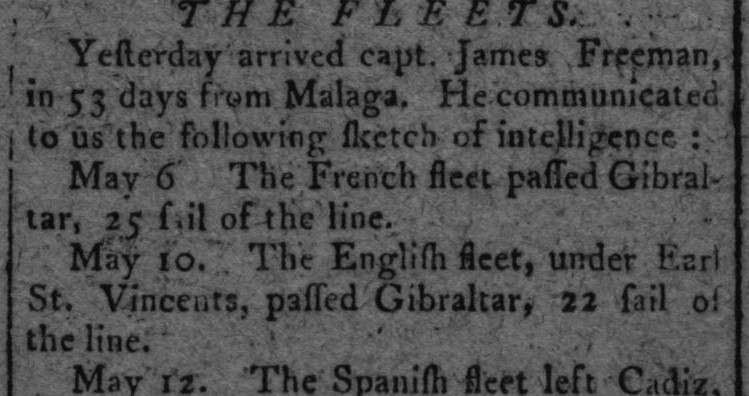 THE FLEETS.
Yeſterday arrived capt. James Freeman,
in 53 days from Malaga. He communicated
to us the following ſketch of intelligence :
May 6 The French fleet paſſed Gibral-
tar, 25 ſail of the line.
May 10. The Engliſh fleet, under Earl
St. Vincents, paſſed Gibraltar, 22 ſail of
the line.
May 12. The Spaniſh fleet left Cadiz,